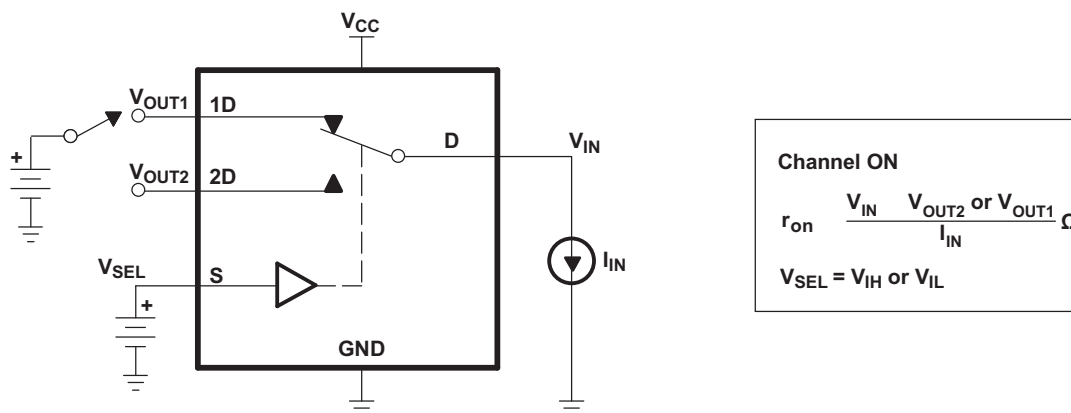 VCC
VOUT1 1D
+
D VIN
VOUT2 2D
VSEL S
+
IIN
GND
Channel ON
ron VIN VOUT2 or VOUT1 Ω
IIN
VSEL = VIH or VIL